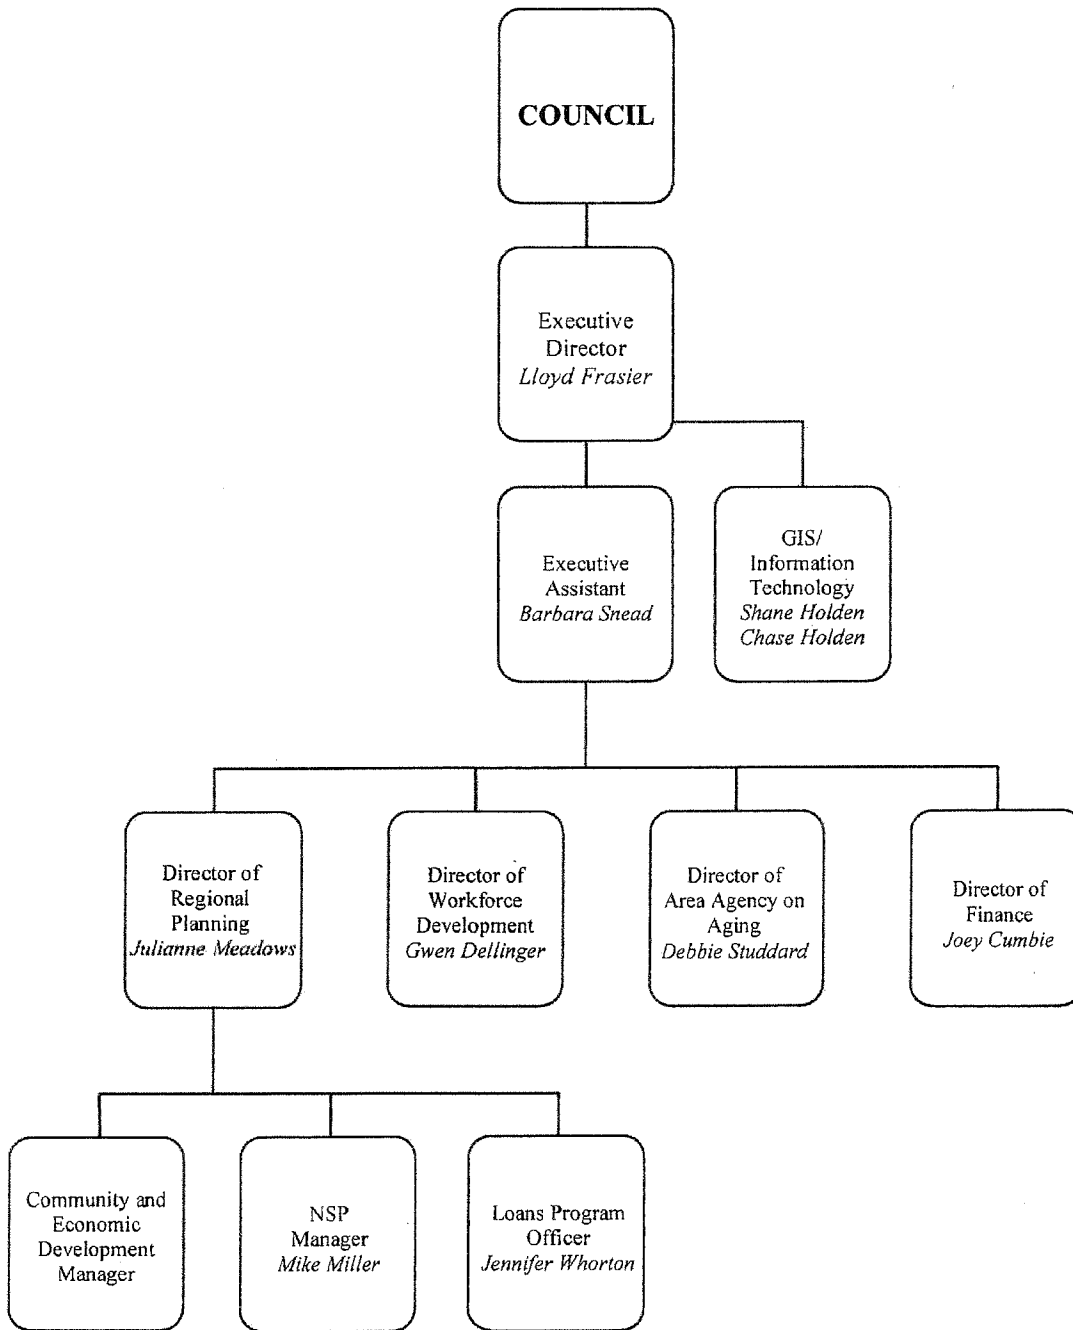 COUNCIL
Executive
Director
Lloyd Frasier
Executive
Assistant
Barbara Snead
GIS/
Information
Technology
Shane Holden
Chase Holden
Director of
Regional
Planning
Julianne Meadows
Director of
Workforce
Development
Gwen Dellinger
Director of
Area Agency on
Aging
Debbie Studdard
Director of
Finance
Joey Cumbie
Community and
Economic
Development
Manager
NSP
Manager
Mike Miller
Loans Program
Officer
Jennifer Whorton